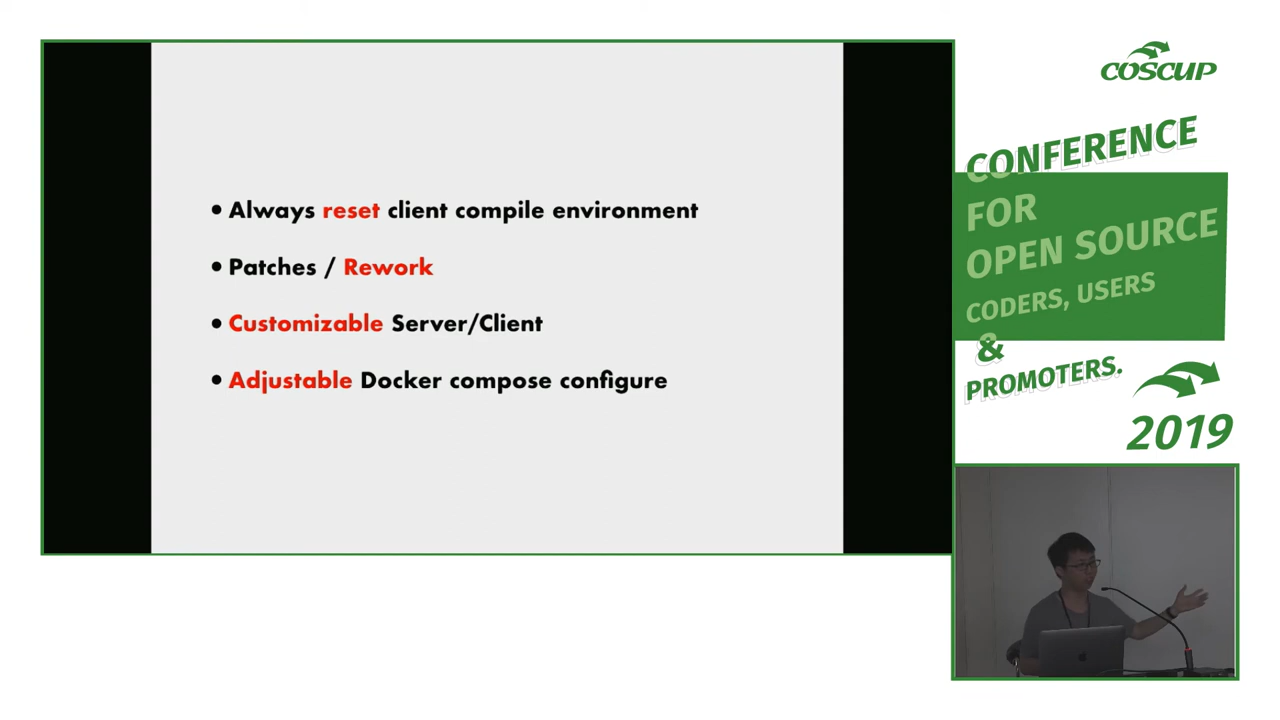 • Always reset client compile environment
• Patches / Rework
• Customizable Server/Client
• Adjustable Docker compose configure
COSCUP
CONFERENCE
FOR
OPEN SOURCE
CODERS, USERS
&
PROMOTERS.
2019